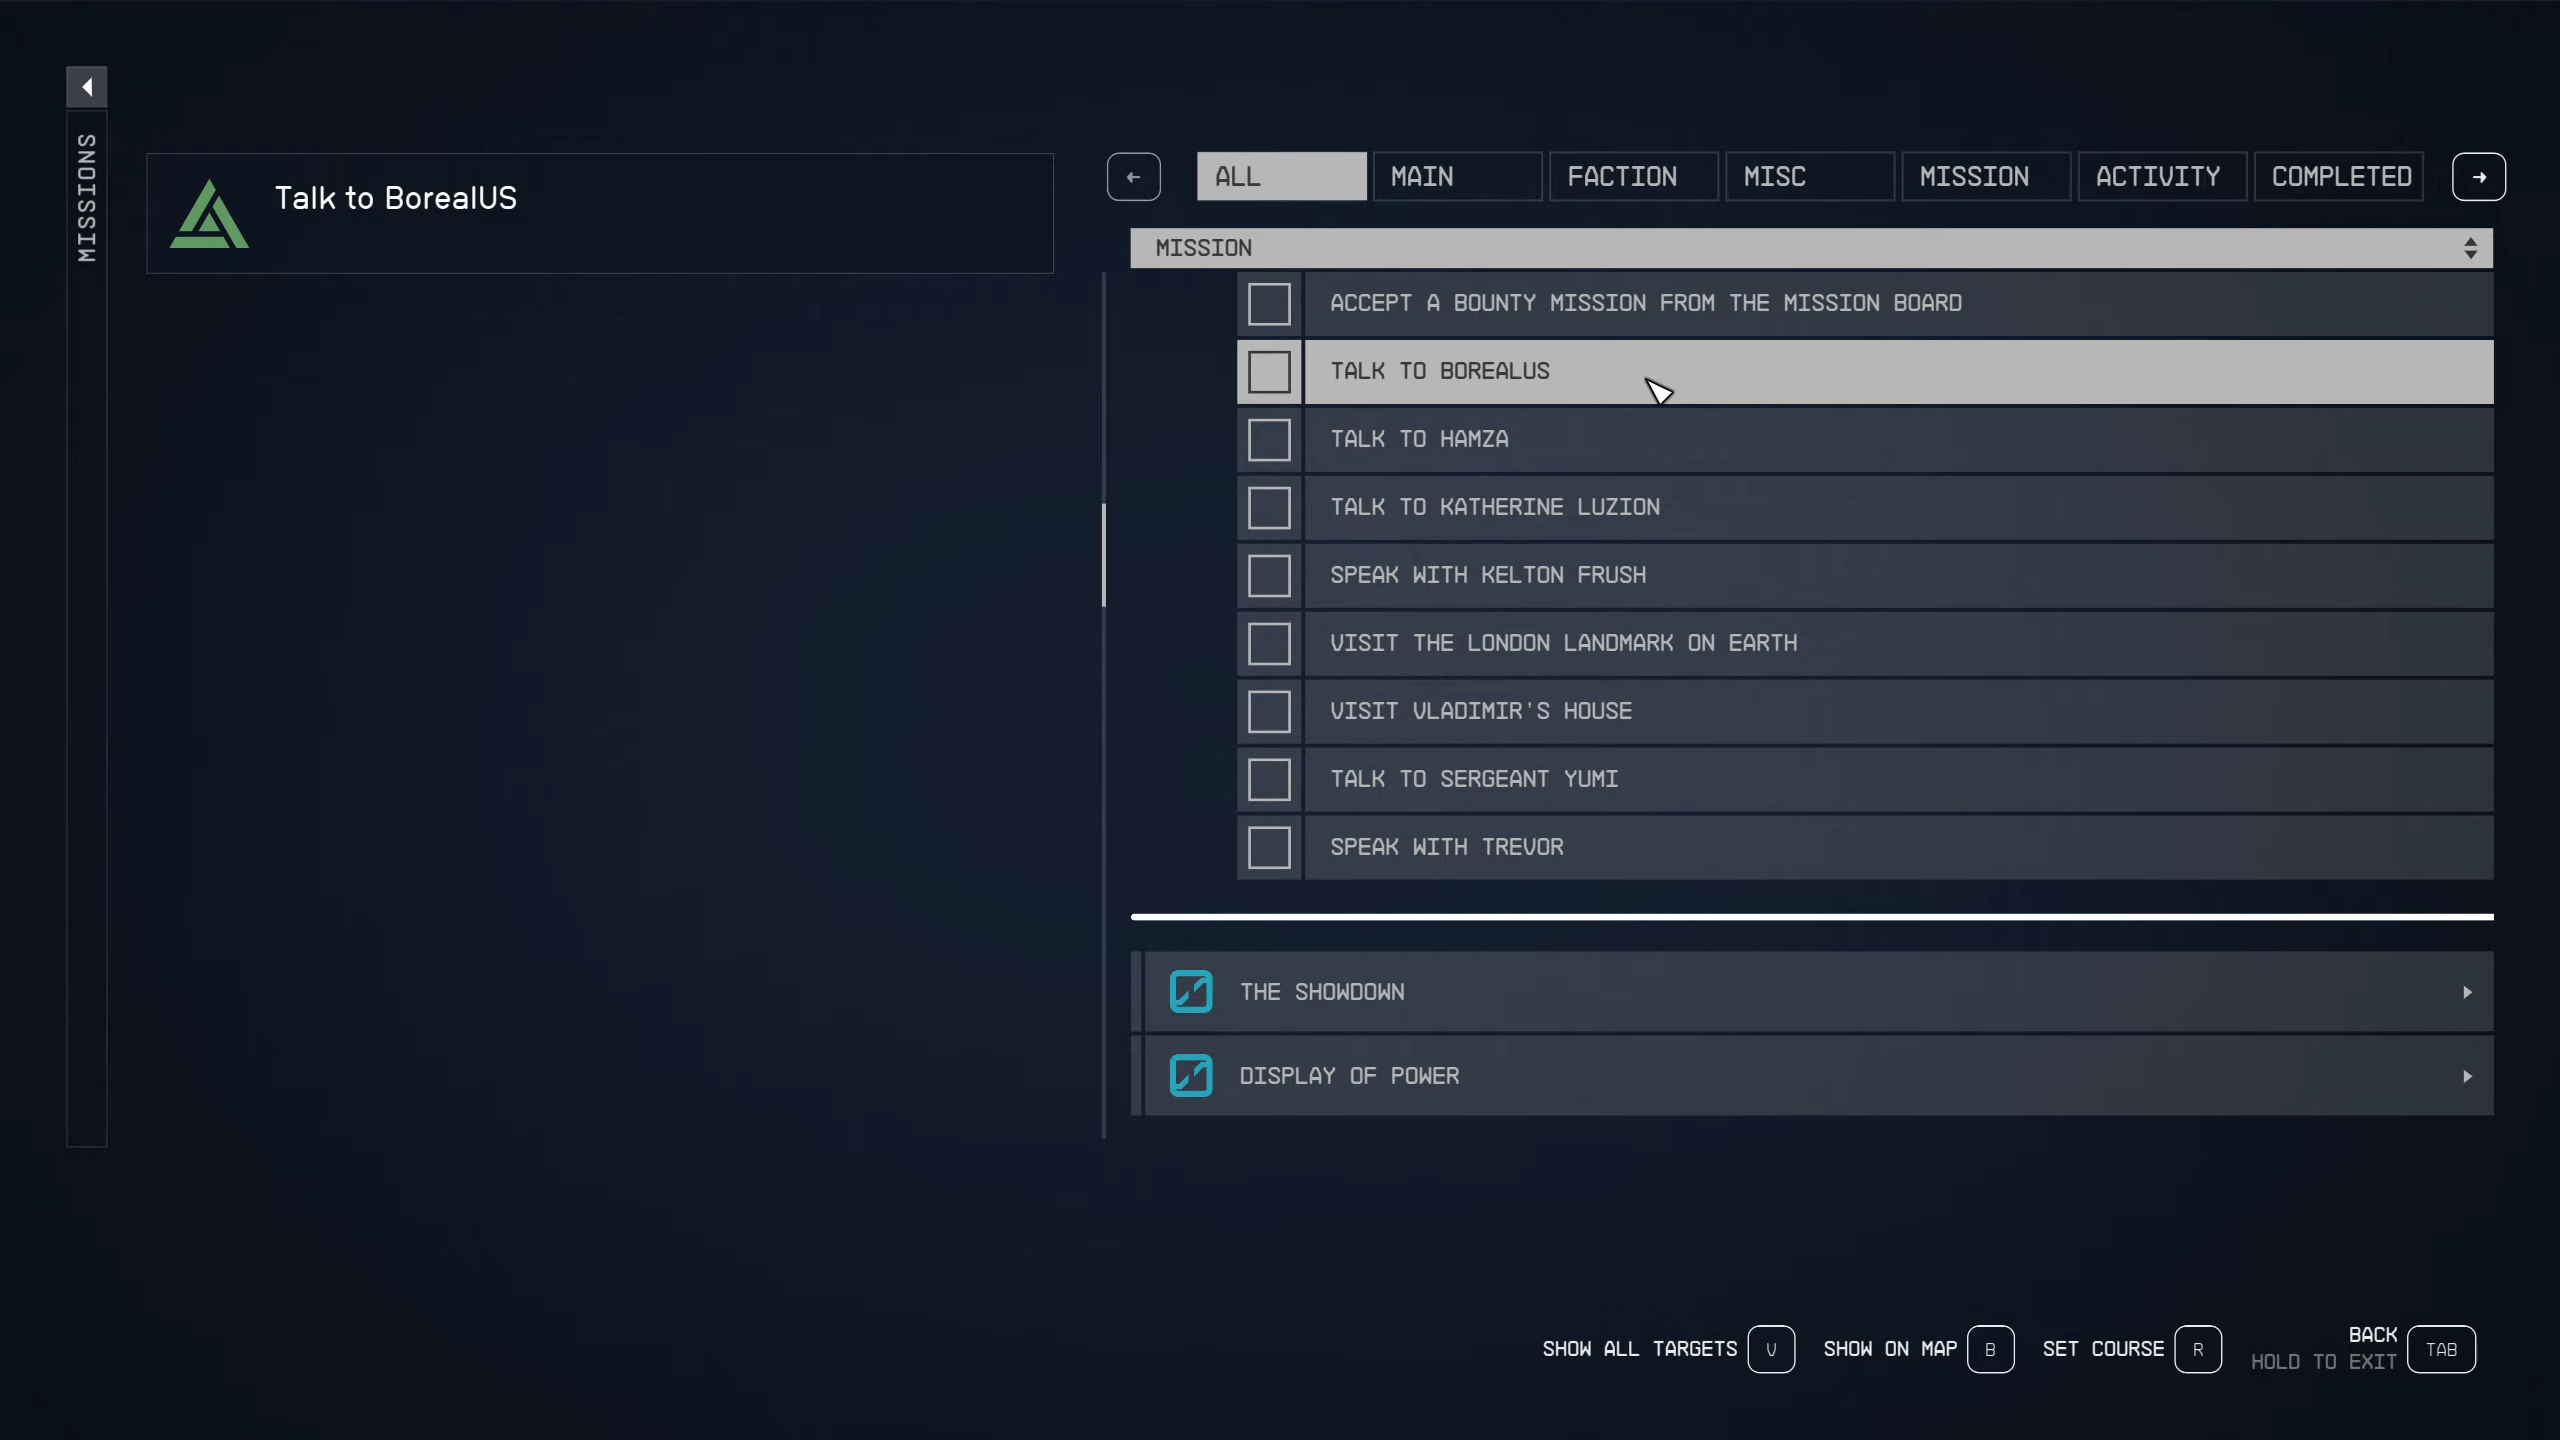 MISSIONS
Talk to BorealUS
ALL
MAIN
FACTION
MISC
MISSION
ACTIVITY
COMPLETED
MISSION
ACCEPT A BOUNTY MISSION FROM THE MISSION BOARD
TALK TO BOREALUS
TALK TO HAMZA
TALK TO KATHERINE LUZION
SPEAK WITH KELTON FRUSH
VISIT THE LONDON LANDMARK ON EARTH
VISIT VLADIMIR'S HOUSE
TALK TO SERGEANT YUMI
SPEAK WITH TREVOR
THE SHOWDOWN
DISPLAY OF POWER
SHOW ALL TARGETS V
SHOW ON MAP B
SET COURSE R
BACK
HOLD TO EXIT
TAB